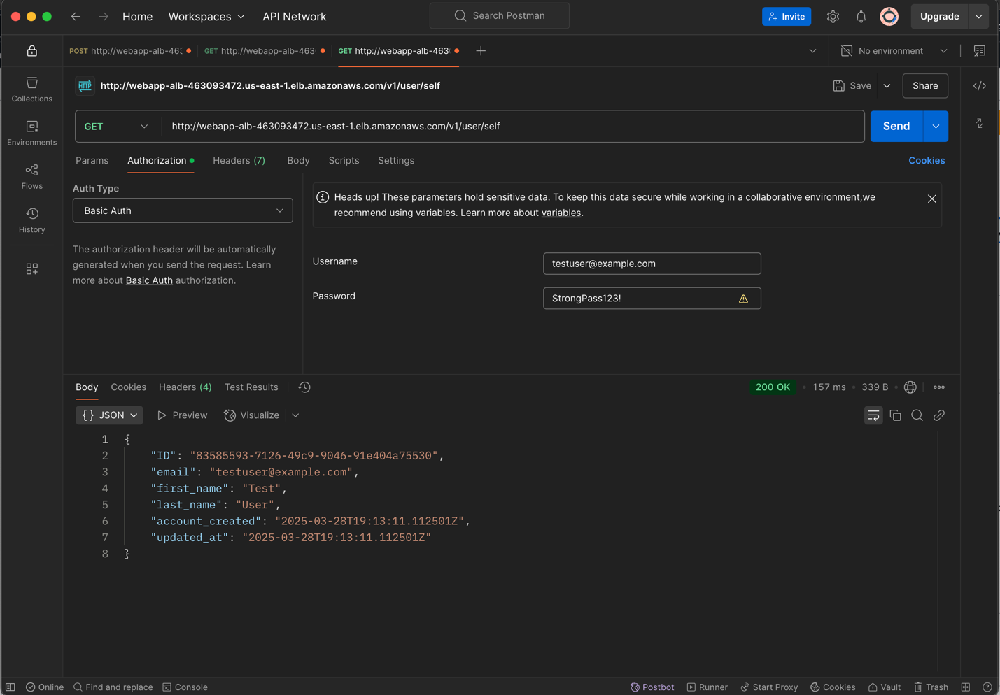 Home Workspaces API Network Search Postman Invite Upgrade
POST http://webapp-alb-463 GET http://webapp-alb-463 GET http://webapp-alb-463 No environment
HTTP http://webapp-alb-463093472.us-east-1.elb.amazonaws.com/v1/user/self Save Share
Collections
GET http://webapp-alb-463093472.us-east-1.elb.amazonaws.com/v1/user/self Send
Environments
Params Authorization Headers (7) Body Scripts Settings Cookies
Flows
History
Auth Type
Basic Auth
The authorization header will be automatically
generated when you send the request. Learn
more about Basic Auth authorization.
Heads up! These parameters hold sensitive data. To keep this data secure while working in a collaborative environment,we
recommend using variables. Learn more about variables.
Username testuser@example.com
Password StrongPass123!
Body Cookies Headers (4) Test Results 200 OK • 157 ms • 339 B
{} JSON Preview Visualize
1 {
2 "ID": "83585593-7126-49c9-9046-91e404a75530",
3 "email": "testuser@example.com",
4 "first_name": "Test",
5 "last_name": "User",
6 "account_created": "2025-03-28T19:13:11.112501Z",
7 "updated_at": "2025-03-28T19:13:11.112501Z"
8 }
Online Find and replace Console Postbot Runner Start Proxy Cookies Vault Trash